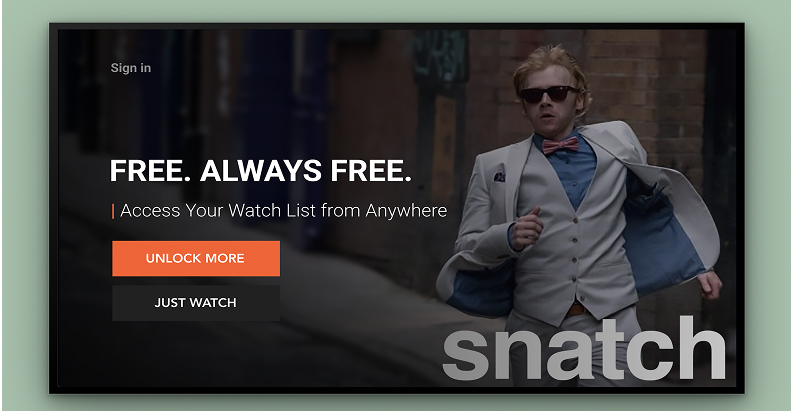 Sign in
FREE. ALWAYS FREE.
Access Your Watch List from Anywhere
UNLOCK MORE
JUST WATCH
snatch